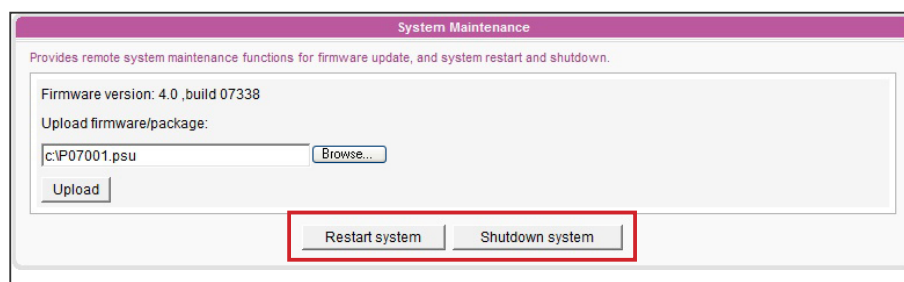 System Maintenance
Provides remote system maintenance functions for firmware update, and system restart and shutdown.
Firmware version: 4.0 ,build 07338
Upload firmware/package:
c:\P07001.psu Browse...
Upload
Restart system Shutdown system